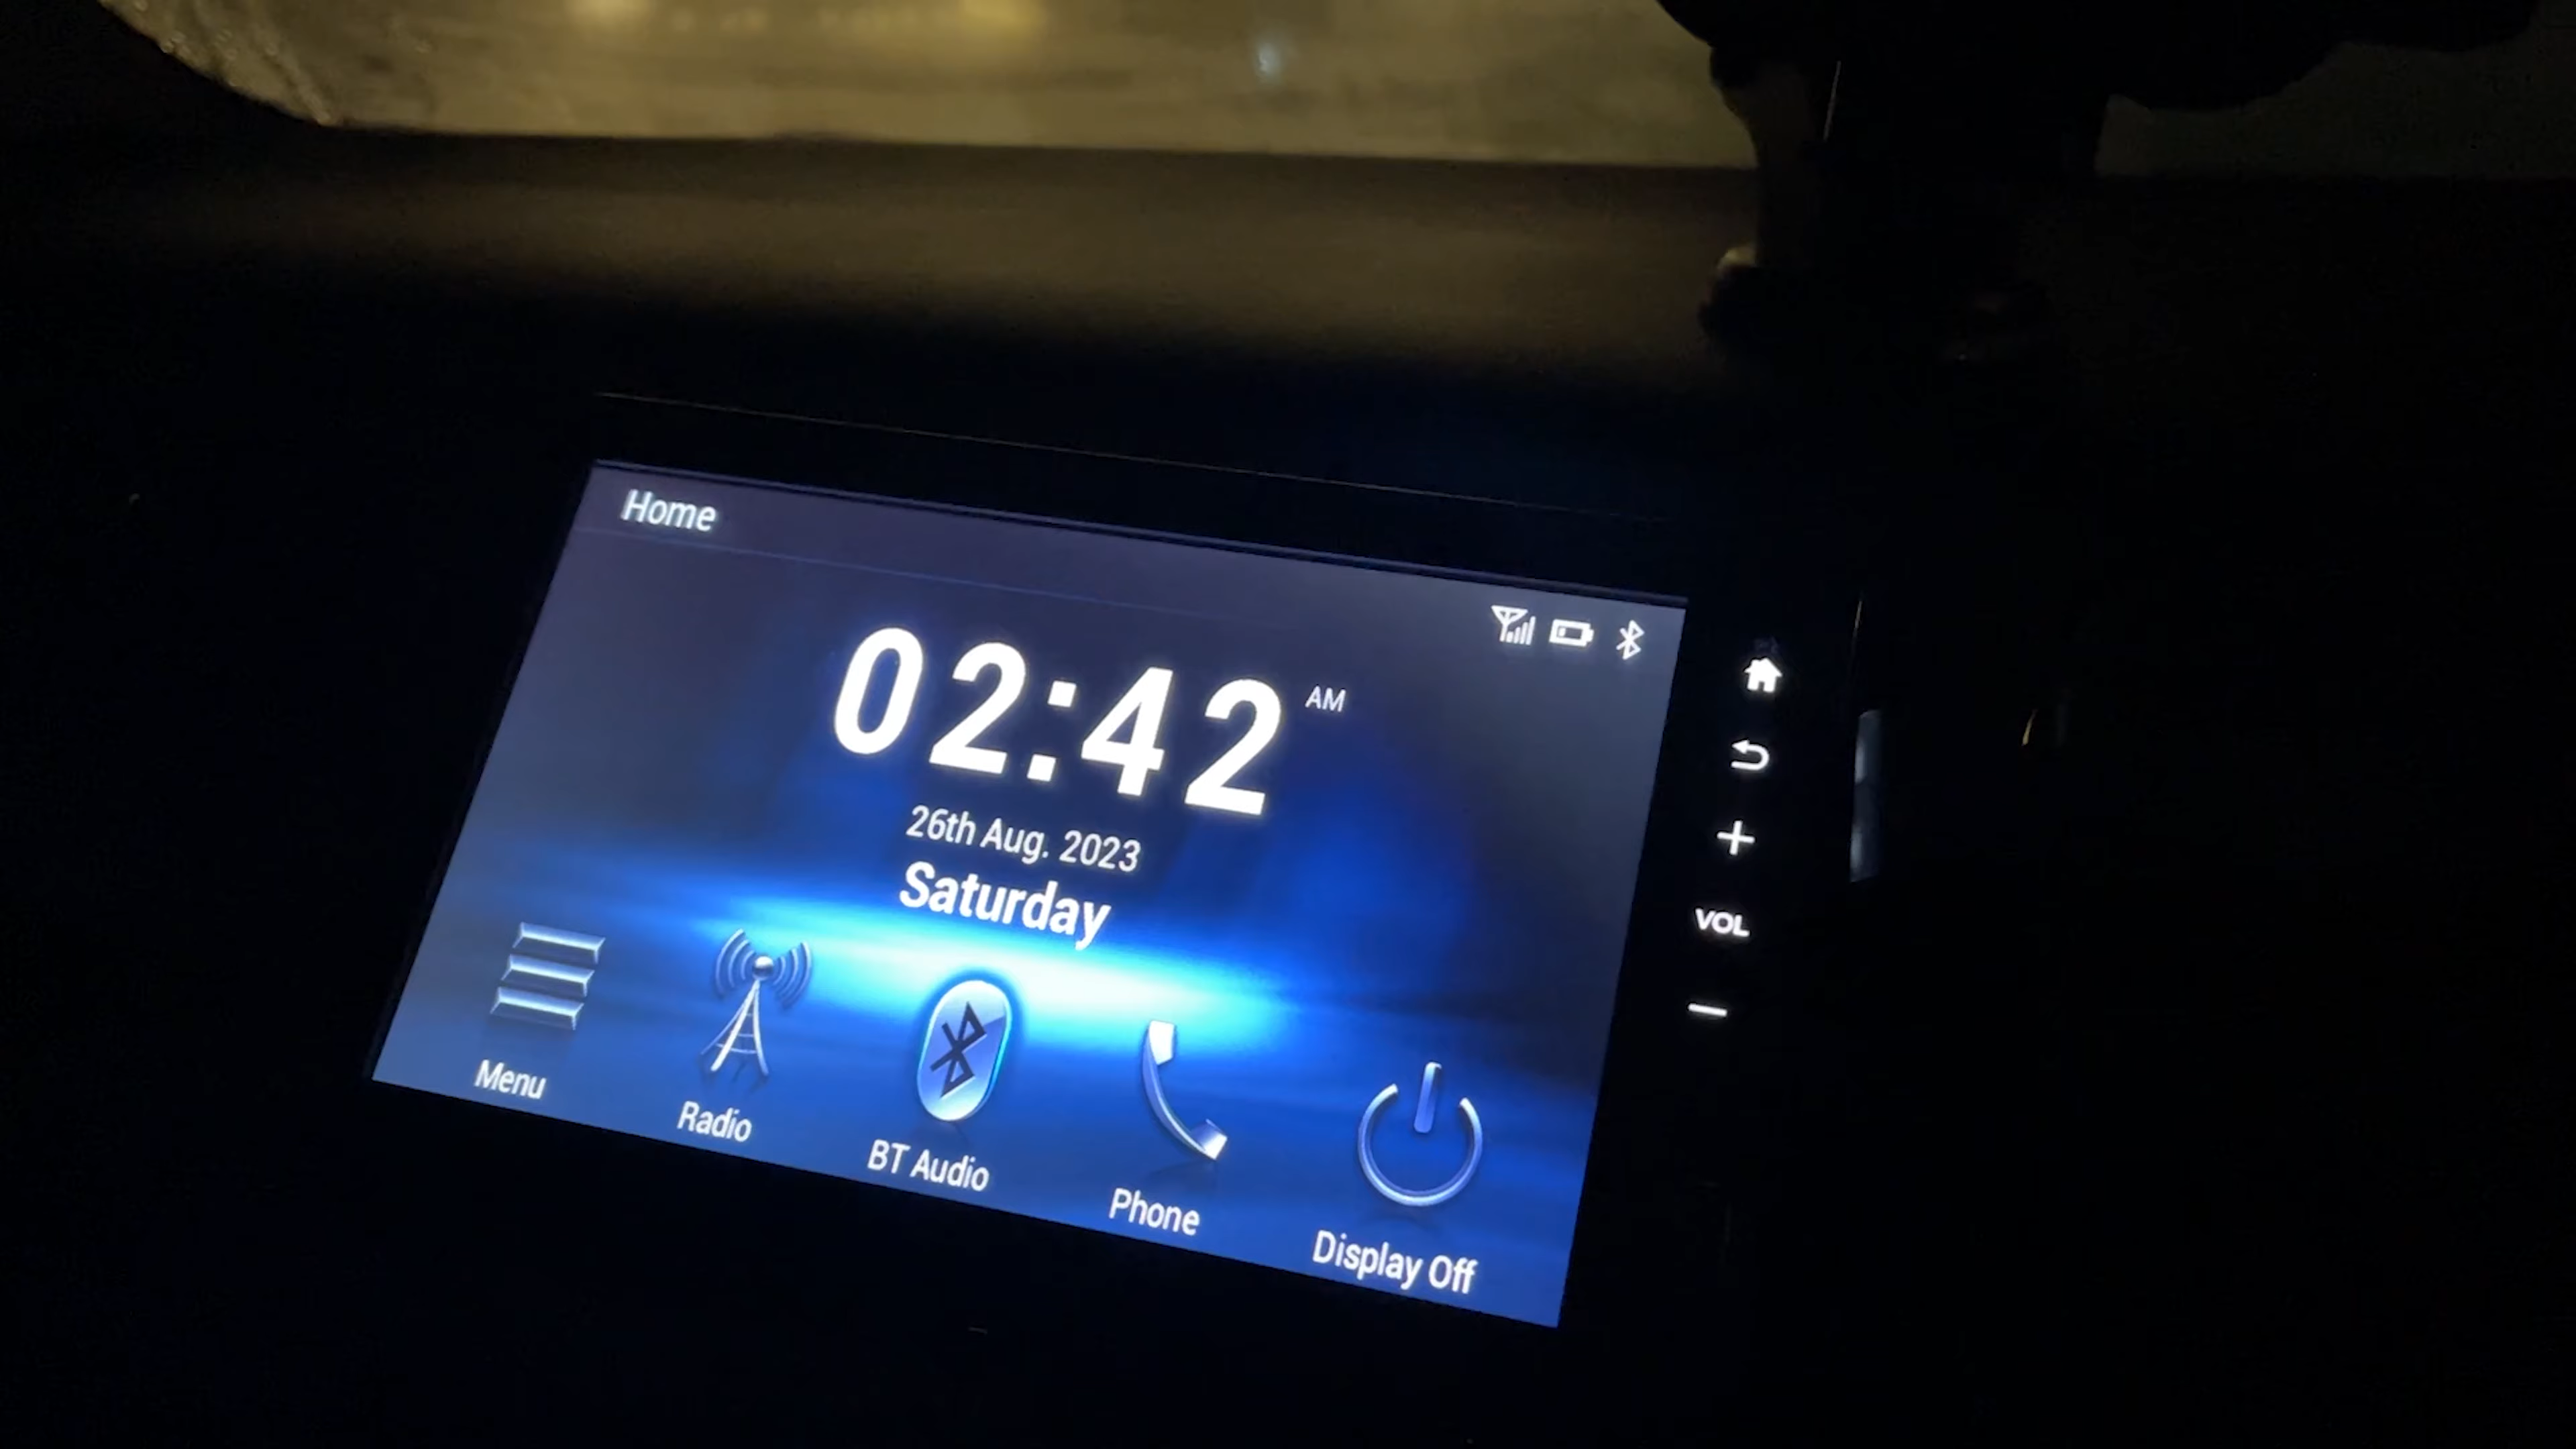 Home
02:42 AM
26th Aug. 2023
Saturday
Menu
Radio
BT Audio
Phone
Display Off
+
VOL
−